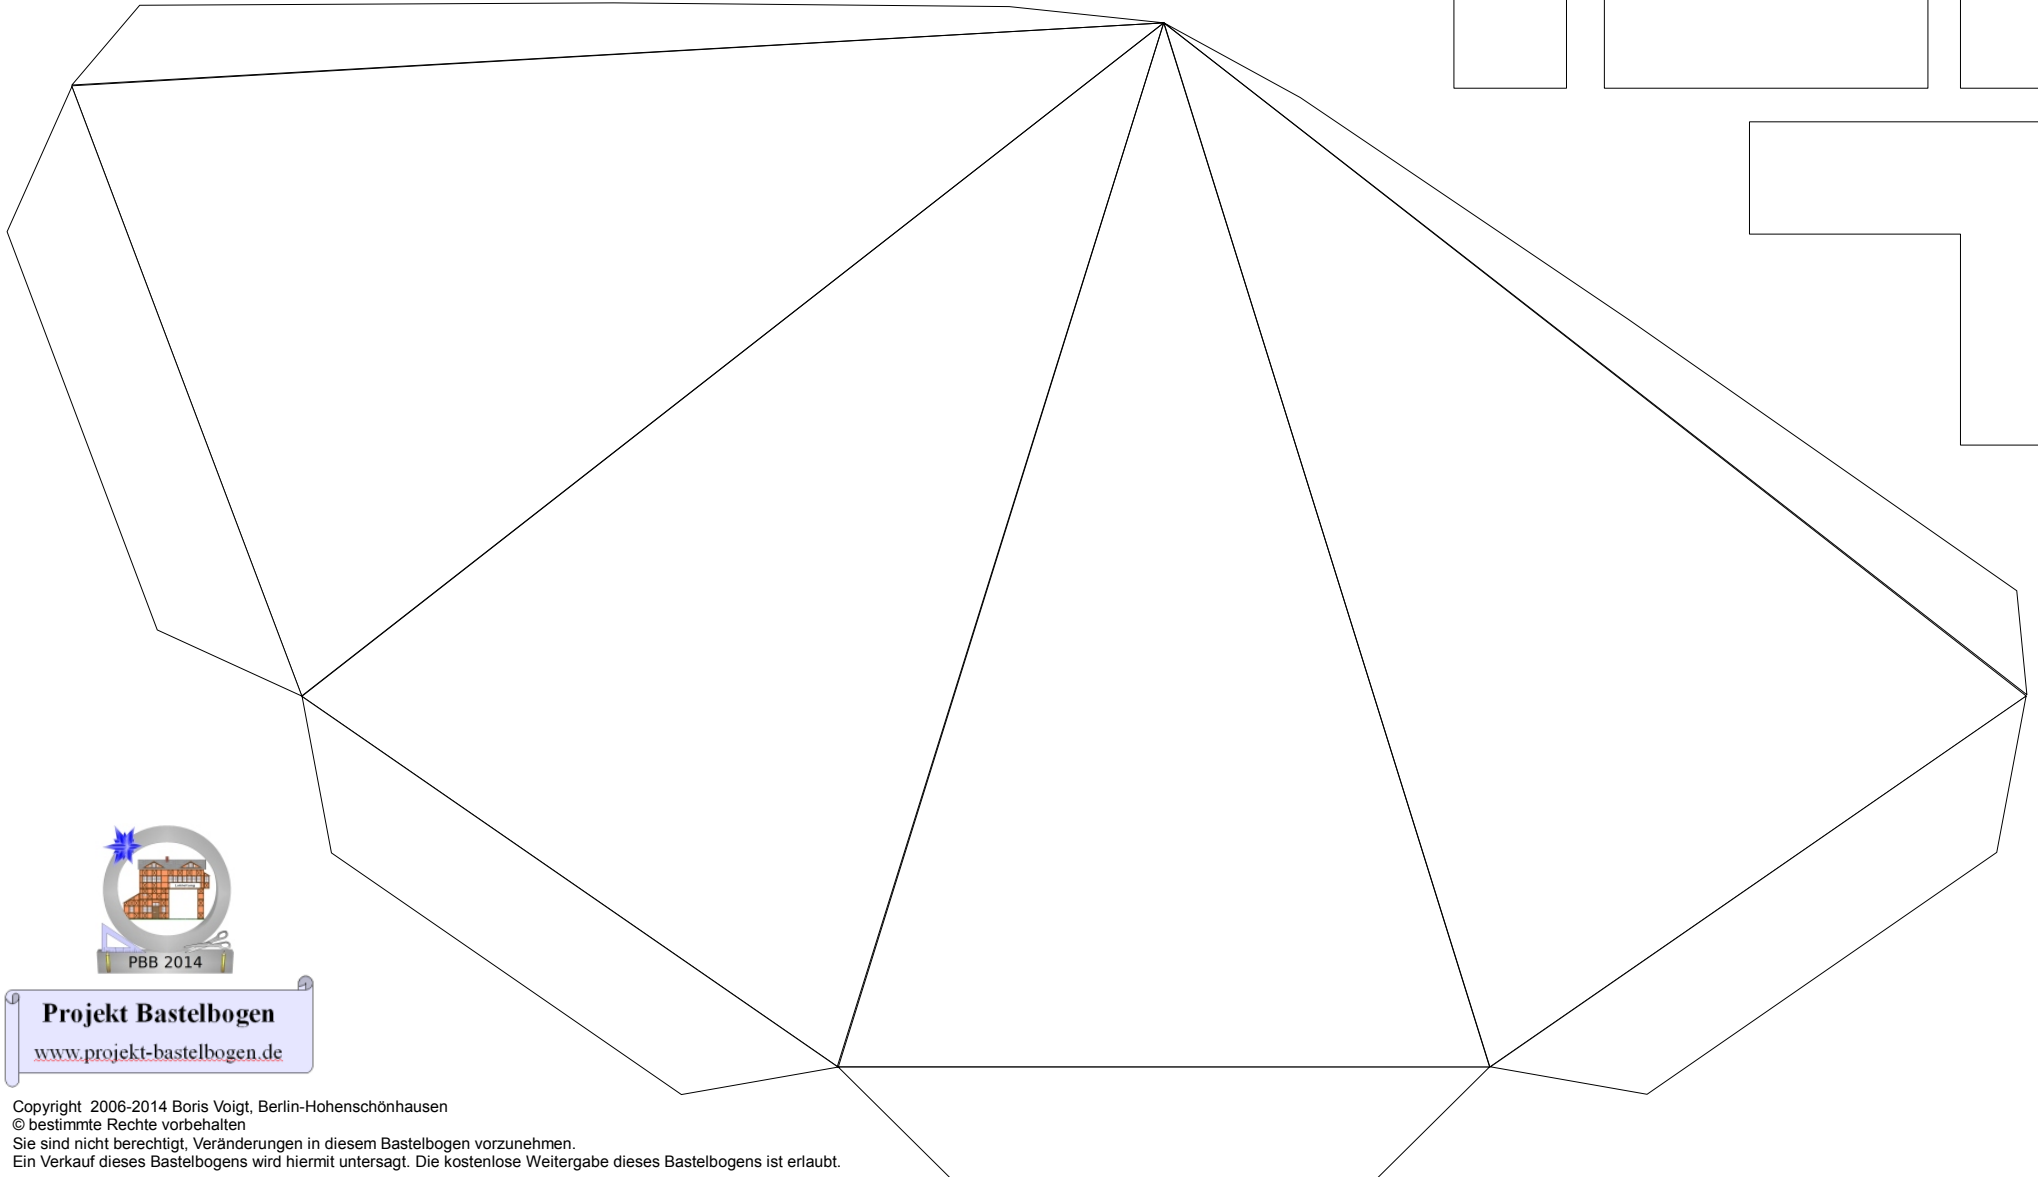 PBB 2014
Projekt Bastelbogen
www.projekt-bastelbogen.de
Copyright  2006-2014 Boris Voigt, Berlin-Hohenschönhausen
© bestimmte Rechte vorbehalten
Sie sind nicht berechtigt, Veränderungen in diesem Bastelbogen vorzunehmen.
Ein Verkauf dieses Bastelbogens wird hiermit untersagt. Die kostenlose Weitergabe dieses Bastelbogens ist erlaubt.